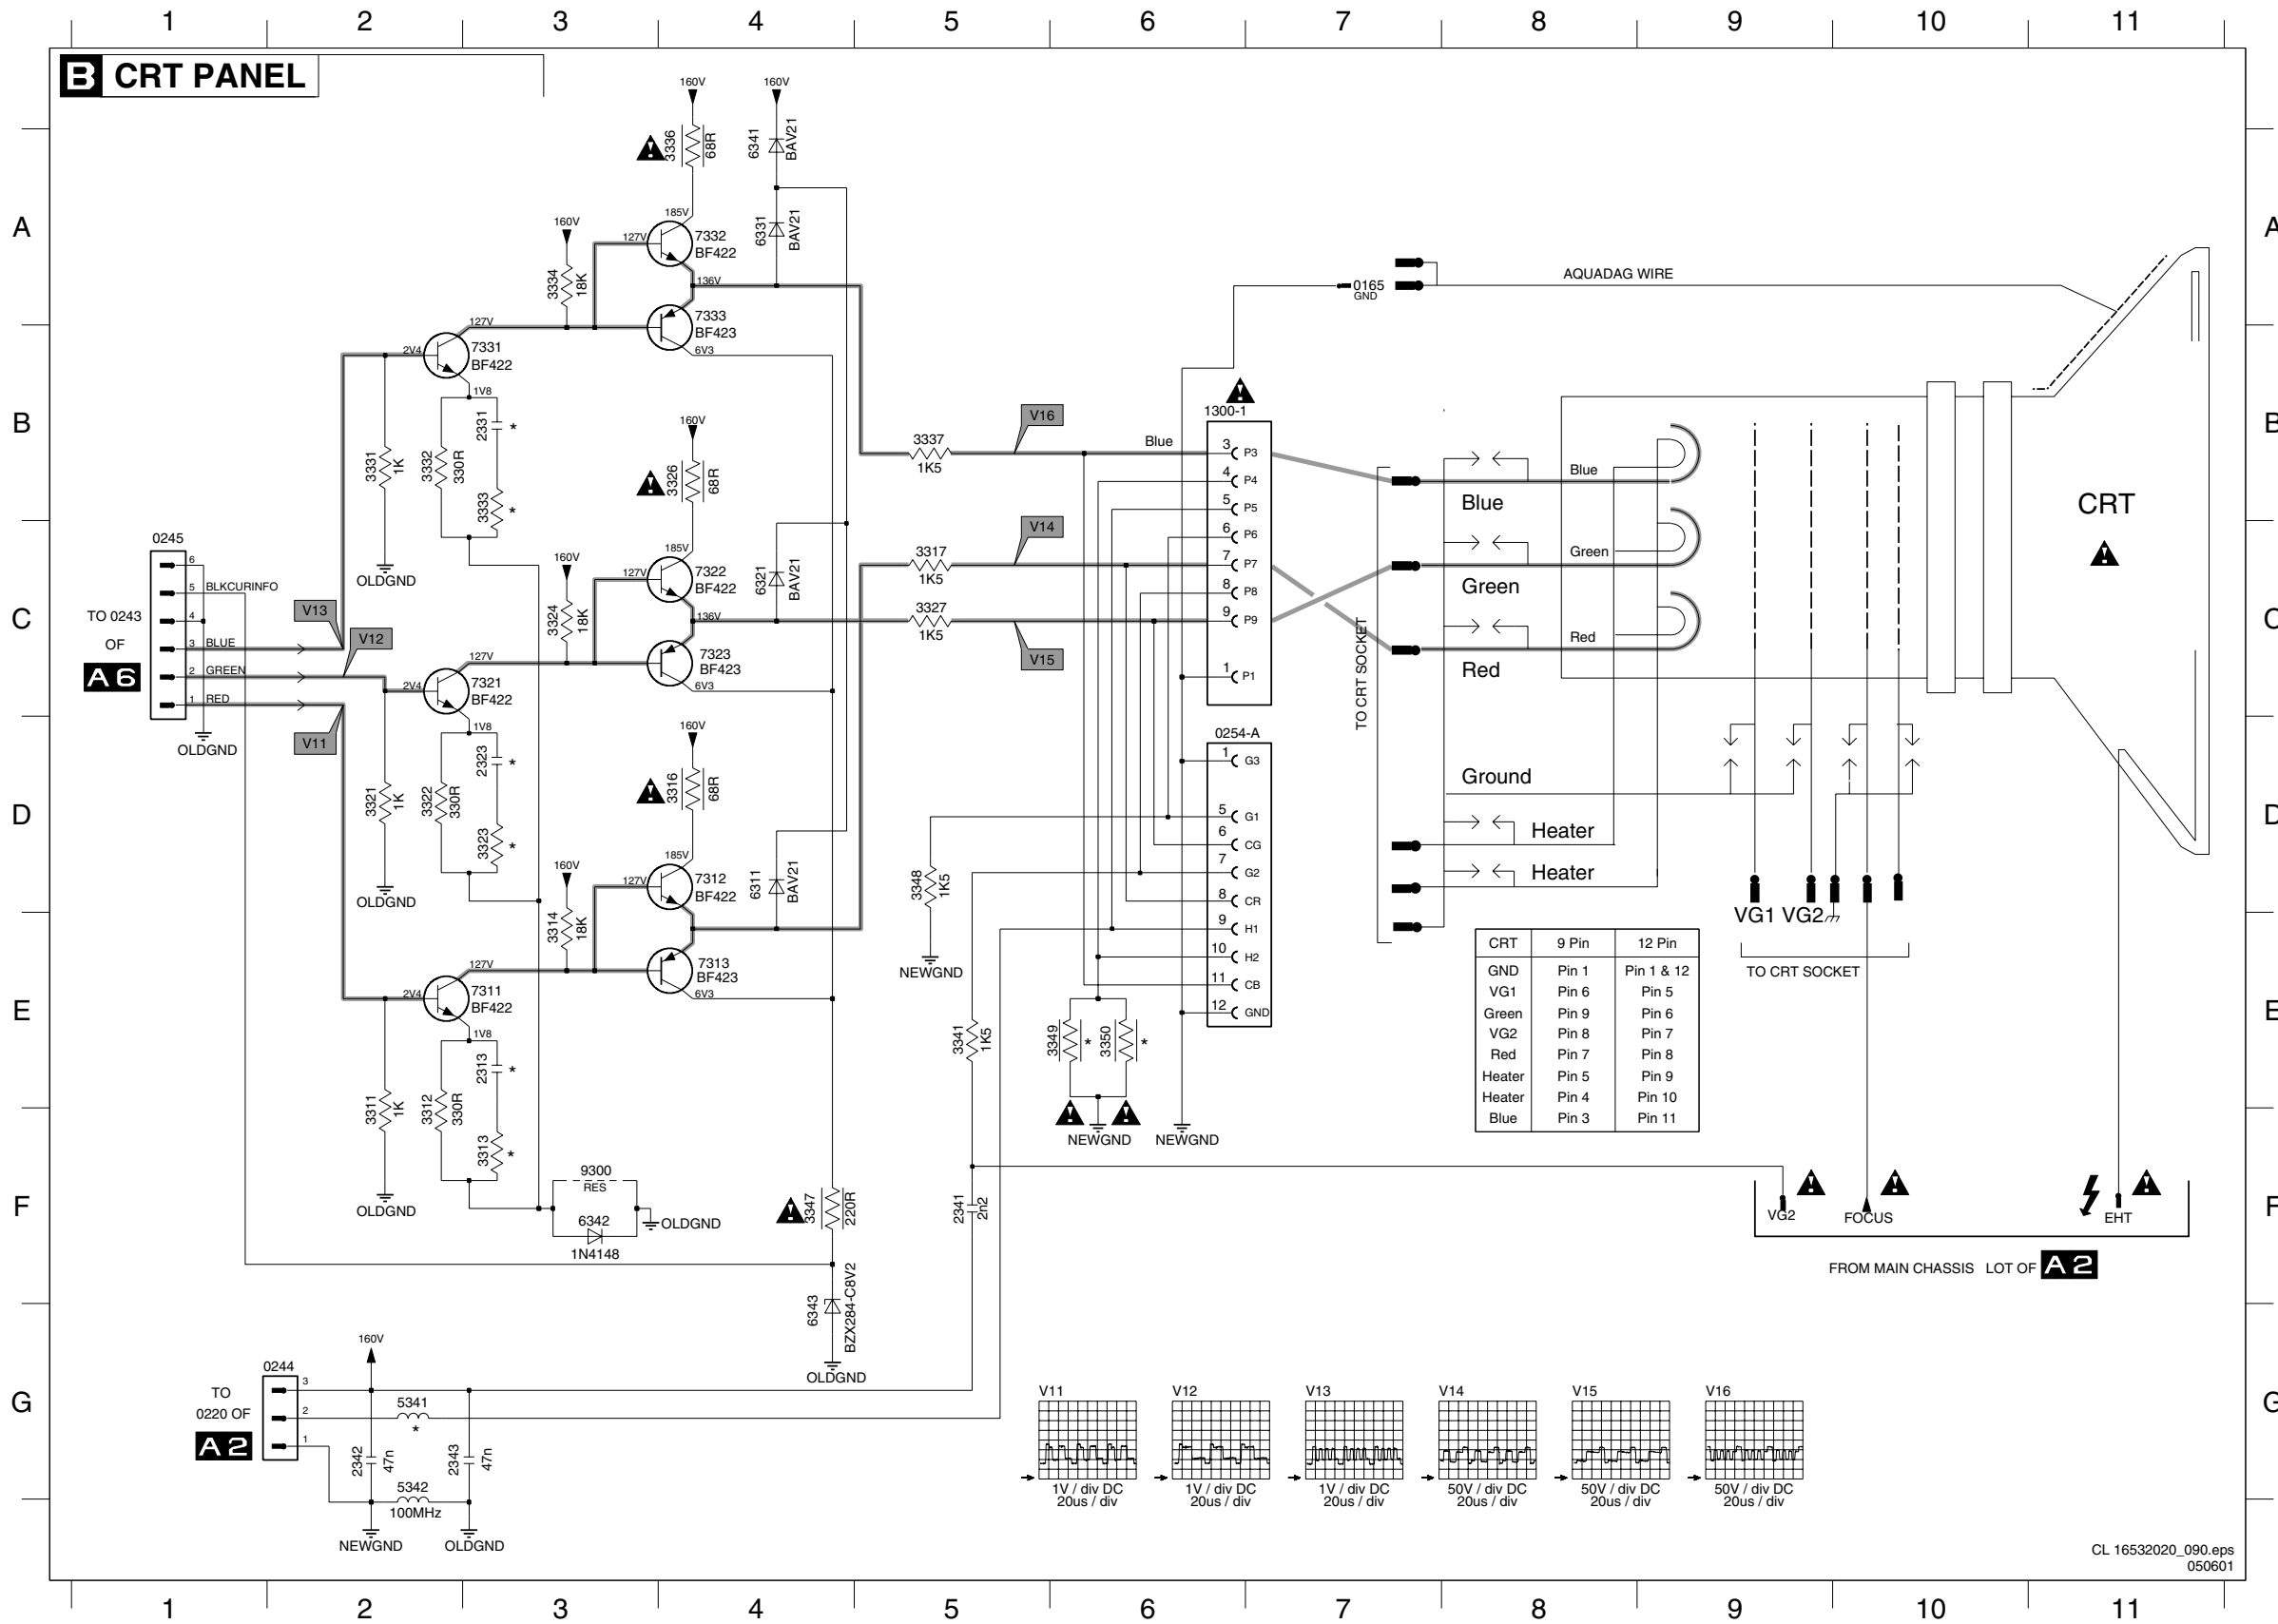 1 2 3 4 5 6 7 8 9 10 11
B CRT PANEL
160V 160V
3336 68R
6341 BAV21
A A
185V
160V
127V
7332
BF422
6331 BAV21
3334 18K
136V
7333
BF423
6V3
127V
2V4
7331
BF422
1V8
AQUADAG WIRE
0165
GND
B B
2331 *
3331 1K
3332 330R
3333 *
OLDGND
160V
3326 68R
3337
1K5
V16
Blue
1300-1
3 P3
4 P4
5 P5
6 P6
7 P7
8 P8
9 P9
1 P1
Blue
Blue
Green
Green
Red
Red
CRT
TO CRT SOCKET
C C
0245
6
5 BLKCURINFO
4
3 BLUE
2 GREEN
1 RED
TO 0243
OF
A 6
OLDGND
V13
V12
V11
160V
185V
127V
7322
BF422
3324 18K
6321 BAV21
136V
7323
BF423
6V3
127V
2V4
7321
BF422
1V8
3317
1K5
V14
3327
1K5
V15
D D
2323 *
3321 1K
3322 330R
3323 *
OLDGND
160V
3316 68R
0254-A
1 G3
5 G1
6 CG
7 G2
8 CR
9 H1
10 H2
11 CB
12 GND
Ground
Heater
Heater
VG1 VG2
TO CRT SOCKET
160V
185V
127V
7312
BF422
3314 18K
6311 BAV21
7313
BF423
6V3
3348 1K5
NEWGND
E E
127V
2V4
7311
BF422
1V8
2313 *
3311 1K
3312 330R
3313 *
OLDGND
3341 1K5
3349 *
3350 *
NEWGND NEWGND
CRT 9 Pin 12 Pin
GND Pin 1 Pin 1 & 12
VG1 Pin 6 Pin 5
Green Pin 9 Pin 6
VG2 Pin 8 Pin 7
Red Pin 7 Pin 8
Heater Pin 5 Pin 9
Heater Pin 4 Pin 10
Blue Pin 3 Pin 11
F F
9300
RES
6342
1N4148
OLDGND
3347 220R
2341 2n2
VG2 FOCUS EHT
FROM MAIN CHASSIS LOT OF A 2
6343 BZX284-C8V2
OLDGND
G G
160V
0244
3
2
1
TO
0220 OF
A 2
5341
*
2342 47n
2343 47n
5342
100MHz
NEWGND OLDGND
V11 V12 V13 V14 V15 V16
1V / div DC 1V / div DC 1V / div DC 50V / div DC 50V / div DC 50V / div DC
20us / div 20us / div 20us / div 20us / div 20us / div 20us / div
CL 16532020_090.eps
050601
1 2 3 4 5 6 7 8 9 10 11